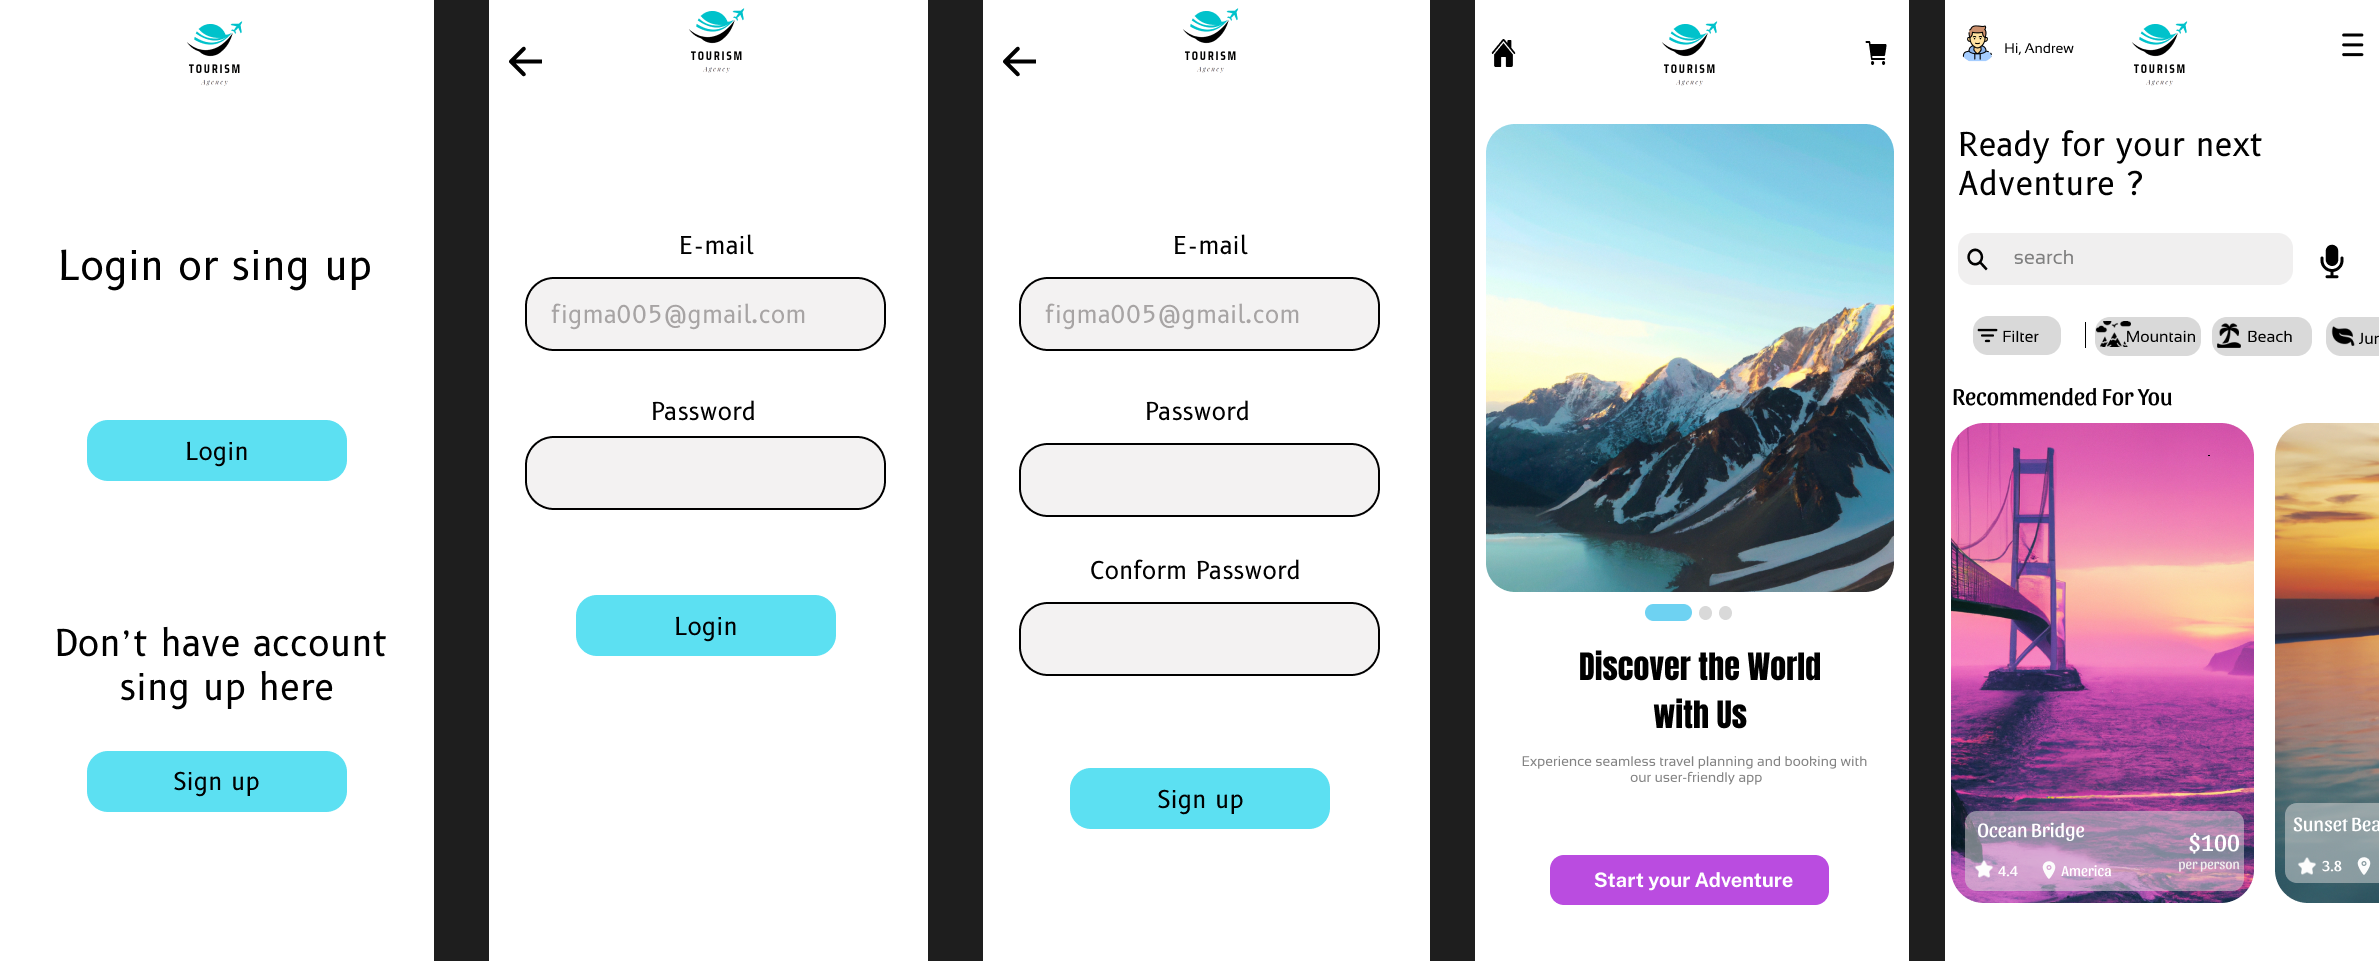 TOURISM
Agency
Login or sing up
Login
Don't have account
sing up here
Sign up
TOURISM
Agency
E-mail
figma005@gmail.com
Password
Login
TOURISM
Agency
E-mail
figma005@gmail.com
Password
Conform Password
Sign up
TOURISM
Agency
Discover the World
with Us
Experience seamless travel planning and booking with
our user-friendly app
Start your Adventure
Hi, Andrew
TOURISM
Agency
Ready for your next
Adventure ?
search
Filter
Mountain
Beach
Jur
Recommended For You
Ocean Bridge
$100
per person
4.4
America
Sunset Bea
3.8